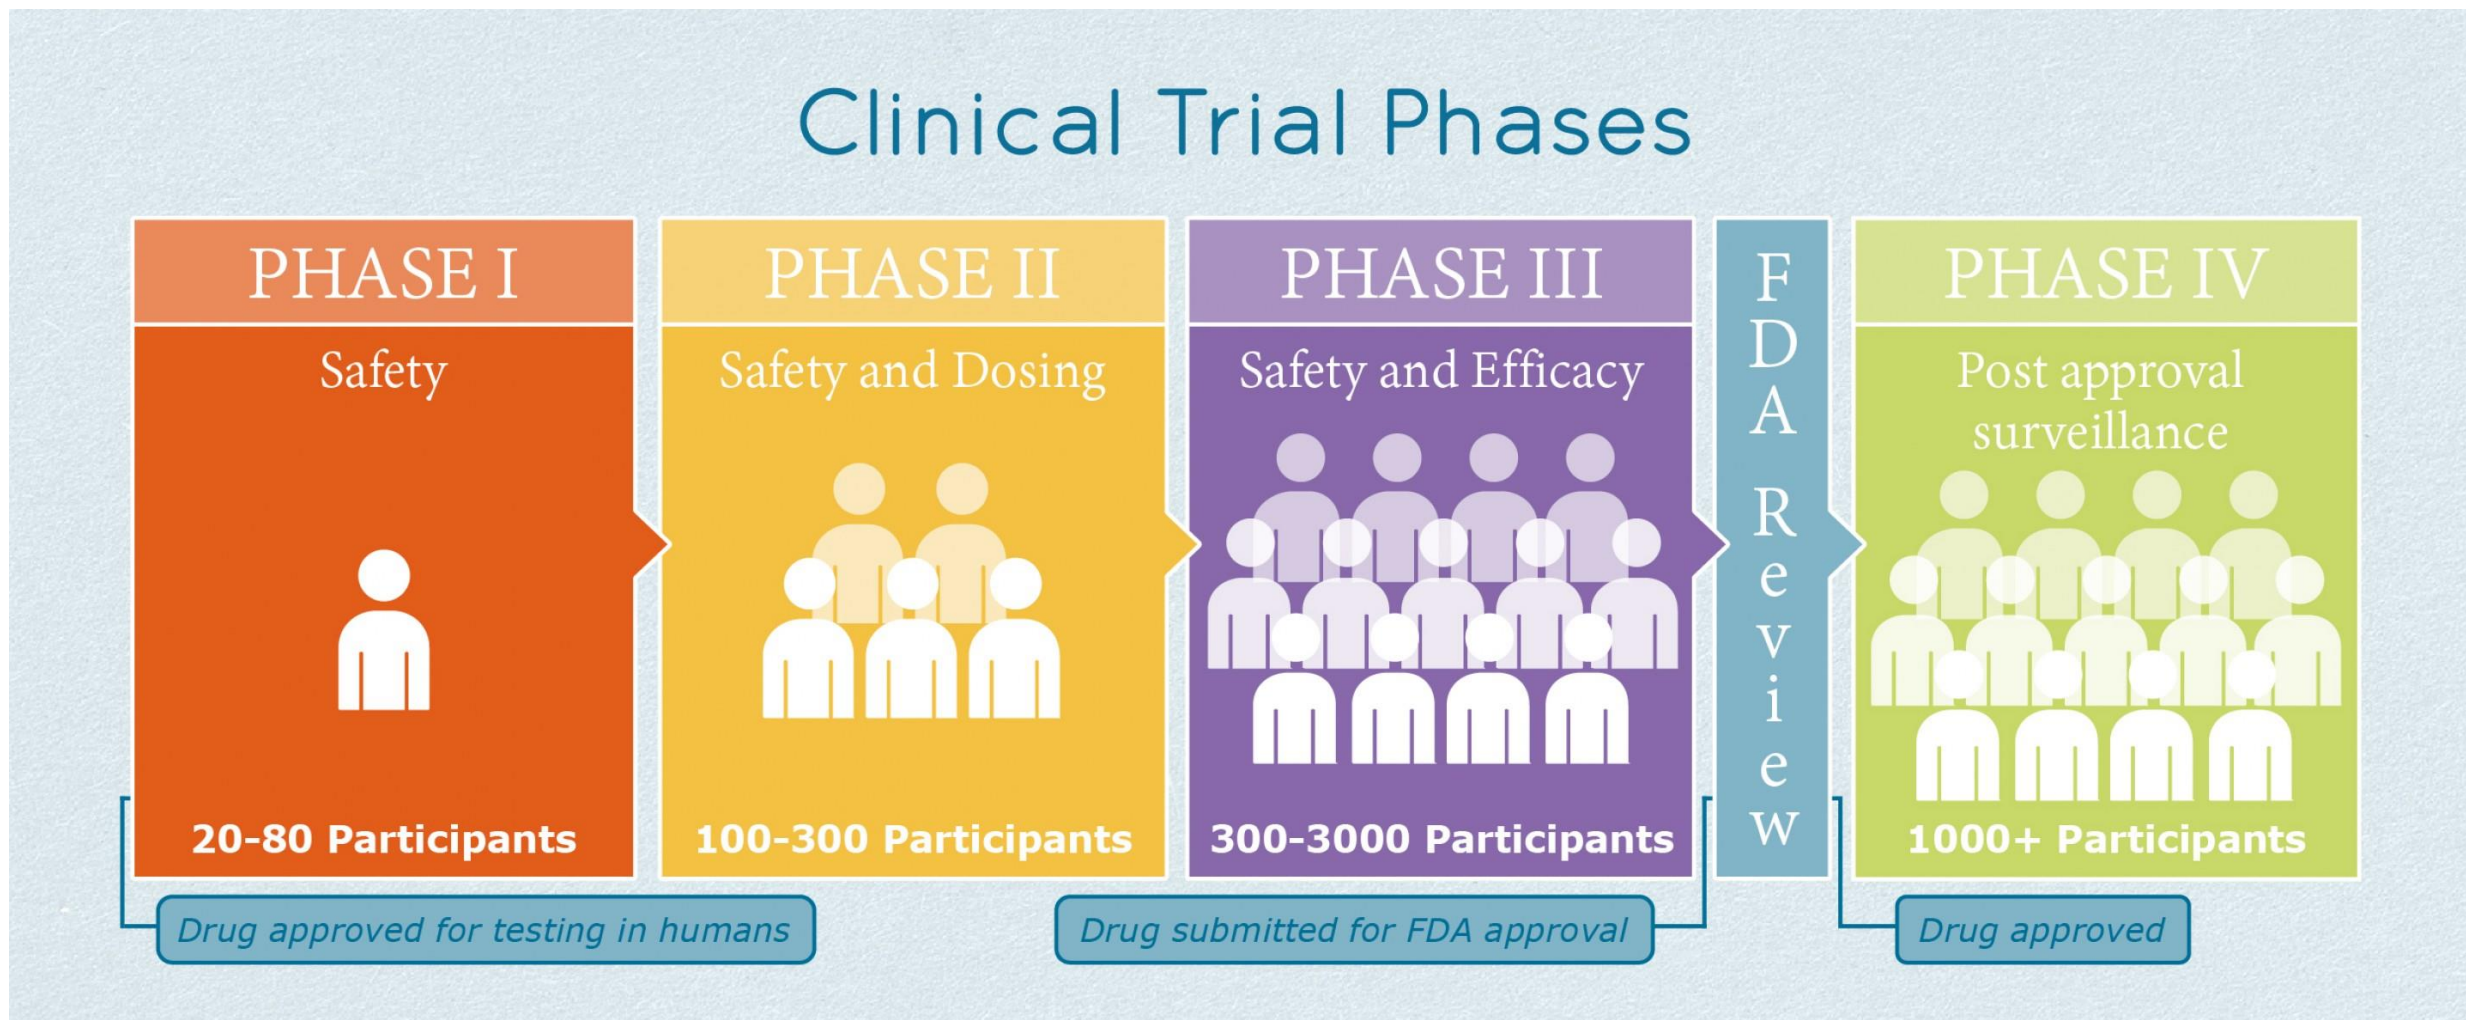 Clinical Trial Phases
PHASE I
Safety
20-80 Participants
PHASE II
Safety and Dosing
100-300 Participants
PHASE III
Safety and Efficacy
300-3000 Participants
FDA Review
PHASE IV
Post approval
surveillance
1000+ Participants
Drug approved for testing in humans
Drug submitted for FDA approval
Drug approved